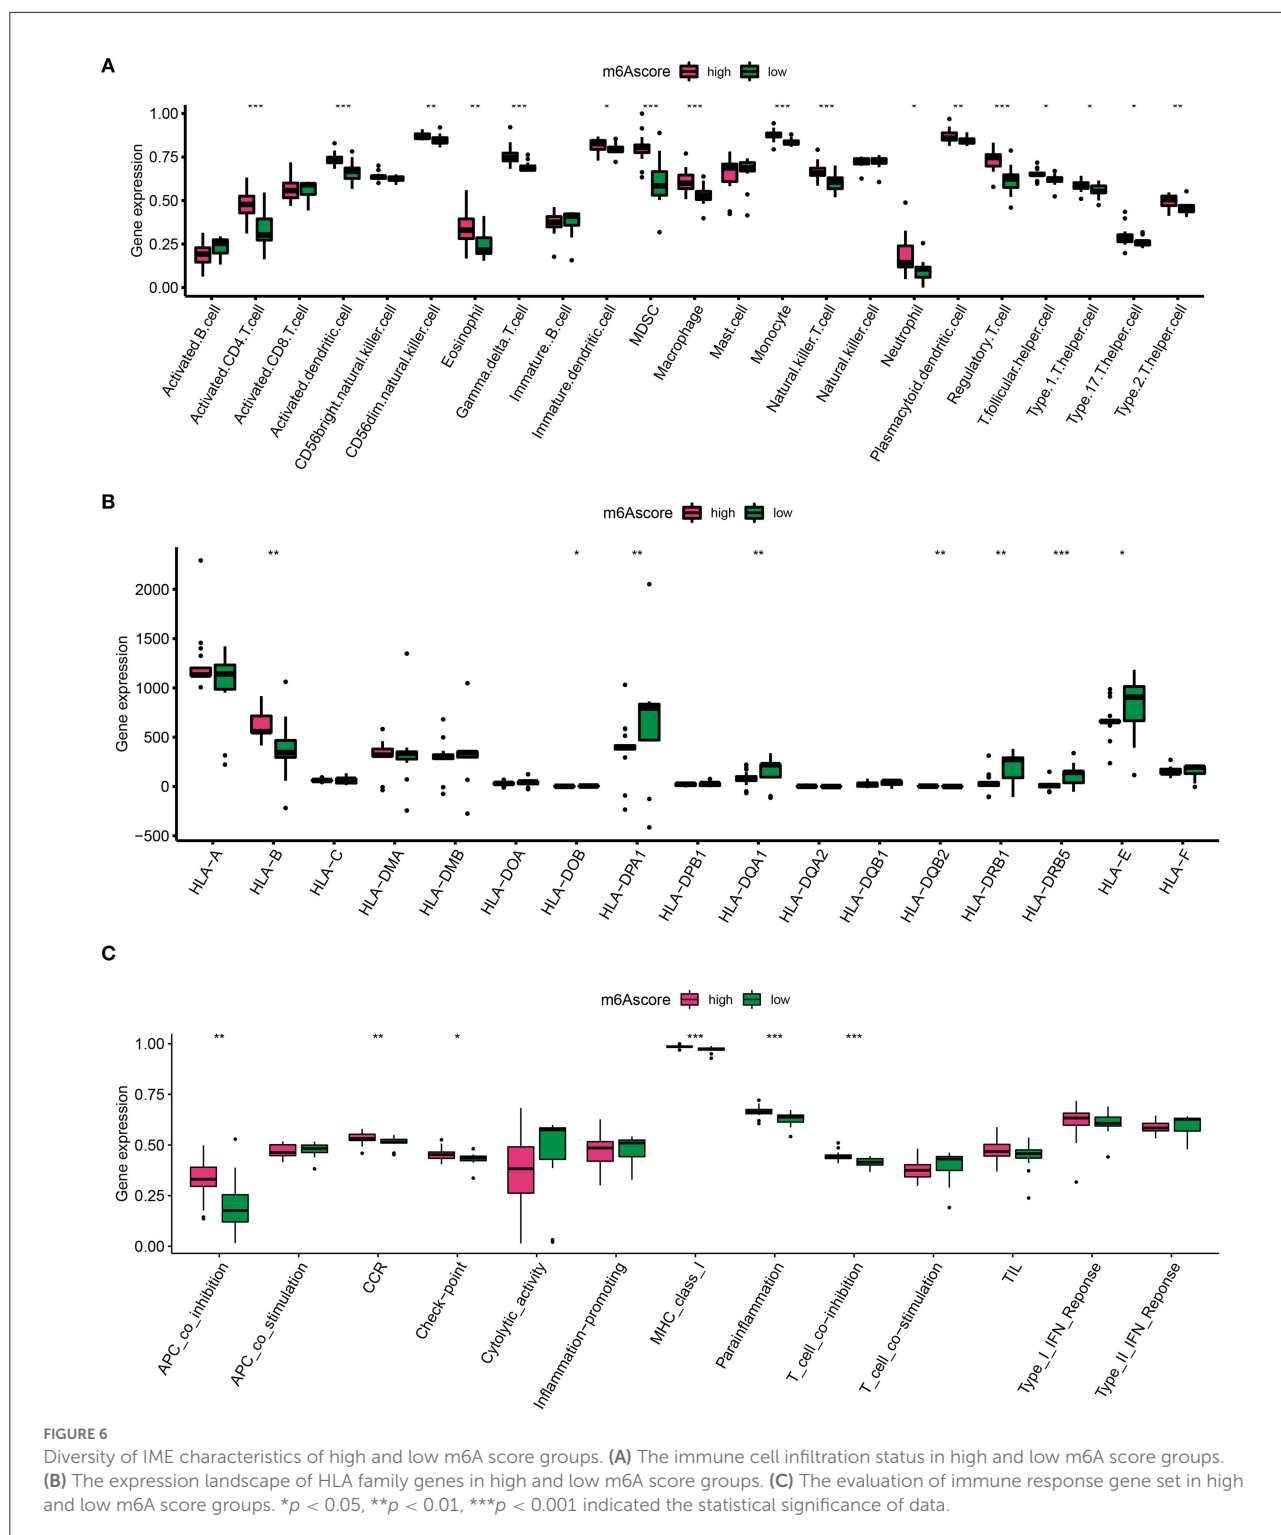 A
m6Ascore high low
*** *** ** ** *** * *** *** *** *** * ** *** * * * **
Gene expression
1.00
0.75
0.50
0.25
0.00
Activated.B.cell
Activated.CD4.T.cell
Activated.CD8.T.cell
Activated.dendritic.cell
CD56bright.natural.killer.cell
CD56dim.natural.killer.cell
Eosinophil
Gamma.delta.T.cell
Immature..B.cell
Immature.dendritic.cell
MDSC
Macrophage
Mast.cell
Monocyte
Natural.killer.T.cell
Natural.killer.cell
Neutrophil
Plasmacytoid.dendritic.cell
Regulatory.T.cell
T.follicular.helper.cell
Type.1.T.helper.cell
Type.17.T.helper.cell
Type.2.T.helper.cell
B
m6Ascore high low
** * ** ** ** ** *** *
Gene expression
2000
1500
1000
500
0
−500
HLA−A
HLA−B
HLA−C
HLA−DMA
HLA−DMB
HLA−DOA
HLA−DOB
HLA−DPA1
HLA−DPB1
HLA−DQA1
HLA−DQA2
HLA−DQB1
HLA−DQB2
HLA−DRB1
HLA−DRB5
HLA−E
HLA−F
C
m6Ascore high low
** ** * *** *** ***
Gene expression
1.00
0.75
0.50
0.25
0.00
APC_co_inhibition
APC_co_stimulation
CCR
Check−point
Cytolytic_activity
Inflammation−promoting
MHC_class_I
Parainflammation
T_cell_co−inhibition
T_cell_co−stimulation
TIL
Type_I_IFN_Reponse
Type_II_IFN_Reponse
FIGURE 6
Diversity of IME characteristics of high and low m6A score groups. (A) The immune cell infiltration status in high and low m6A score groups.
(B) The expression landscape of HLA family genes in high and low m6A score groups. (C) The evaluation of immune response gene set in high
and low m6A score groups. *p < 0.05, **p < 0.01, ***p < 0.001 indicated the statistical significance of data.